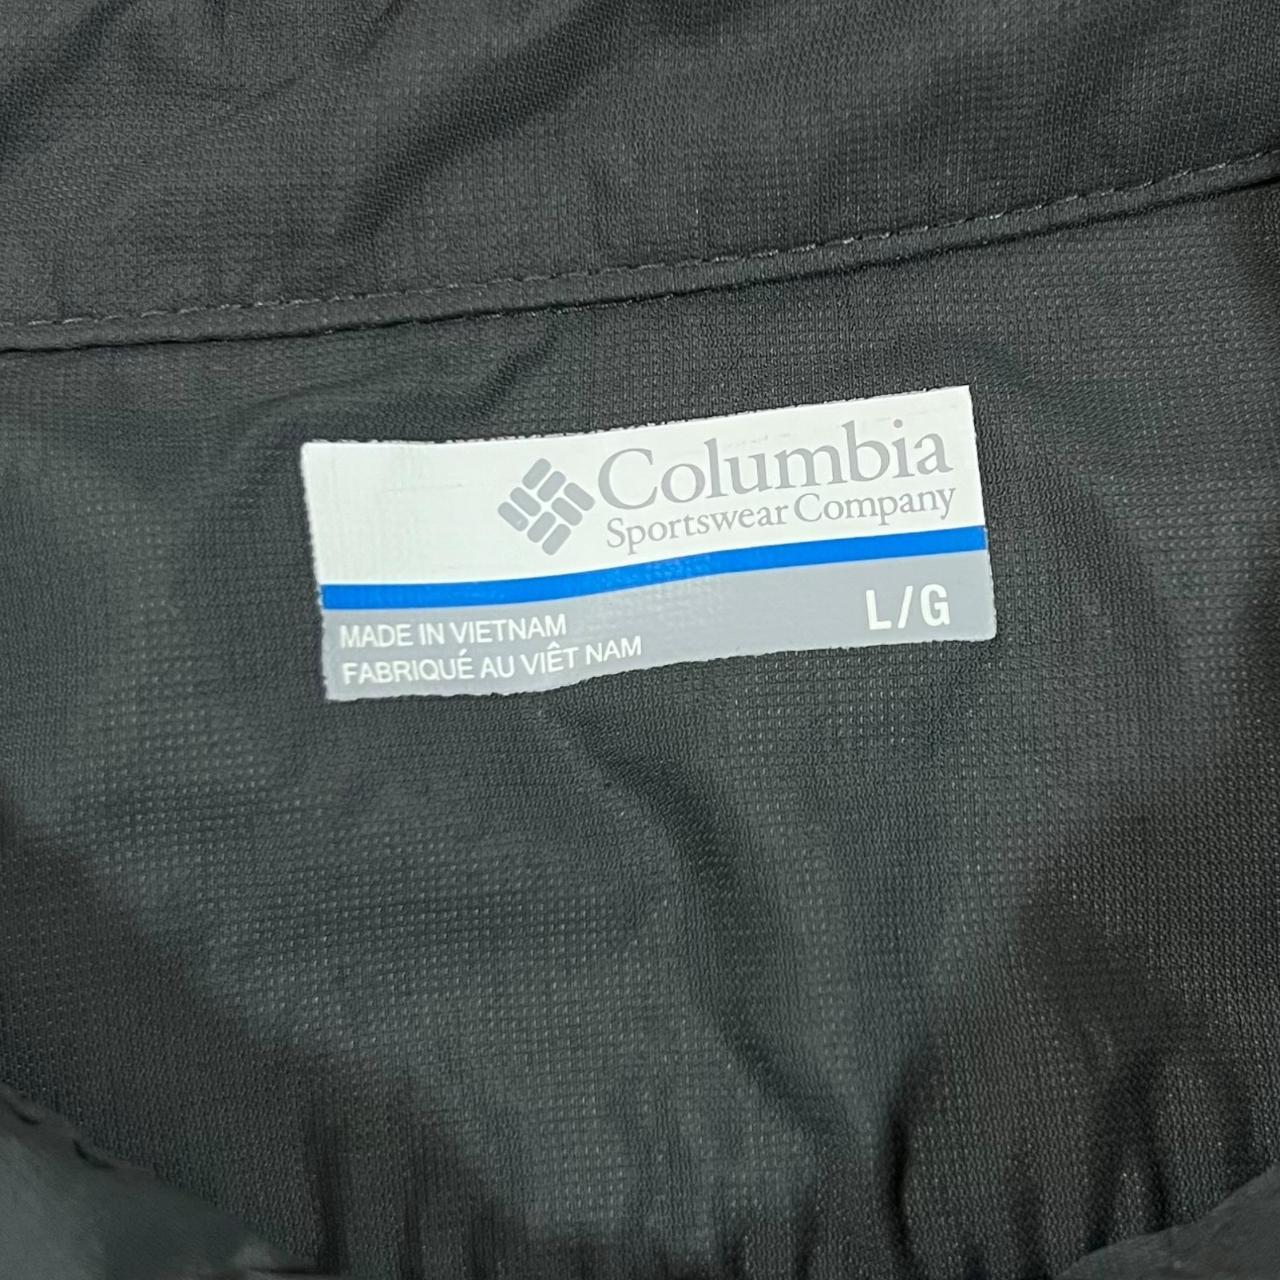 Columbia
Sportswear Company
L/G
MADE IN VIETNAM
FABRIQUÉ AU VIÊT NAM